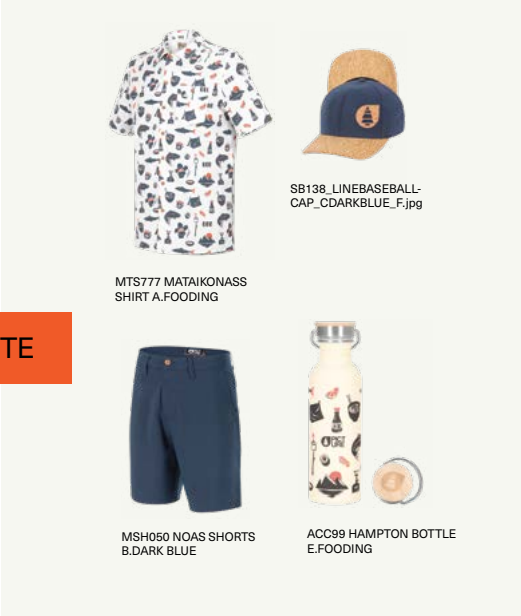 SB138_LINEBASEBALL-
CAP_CDARKBLUE_F.jpg
MTS777 MATAIKONASS
SHIRT A.FOODING
TE
MSH050 NOAS SHORTS
B.DARK BLUE
ACC99 HAMPTON BOTTLE
E.FOODING